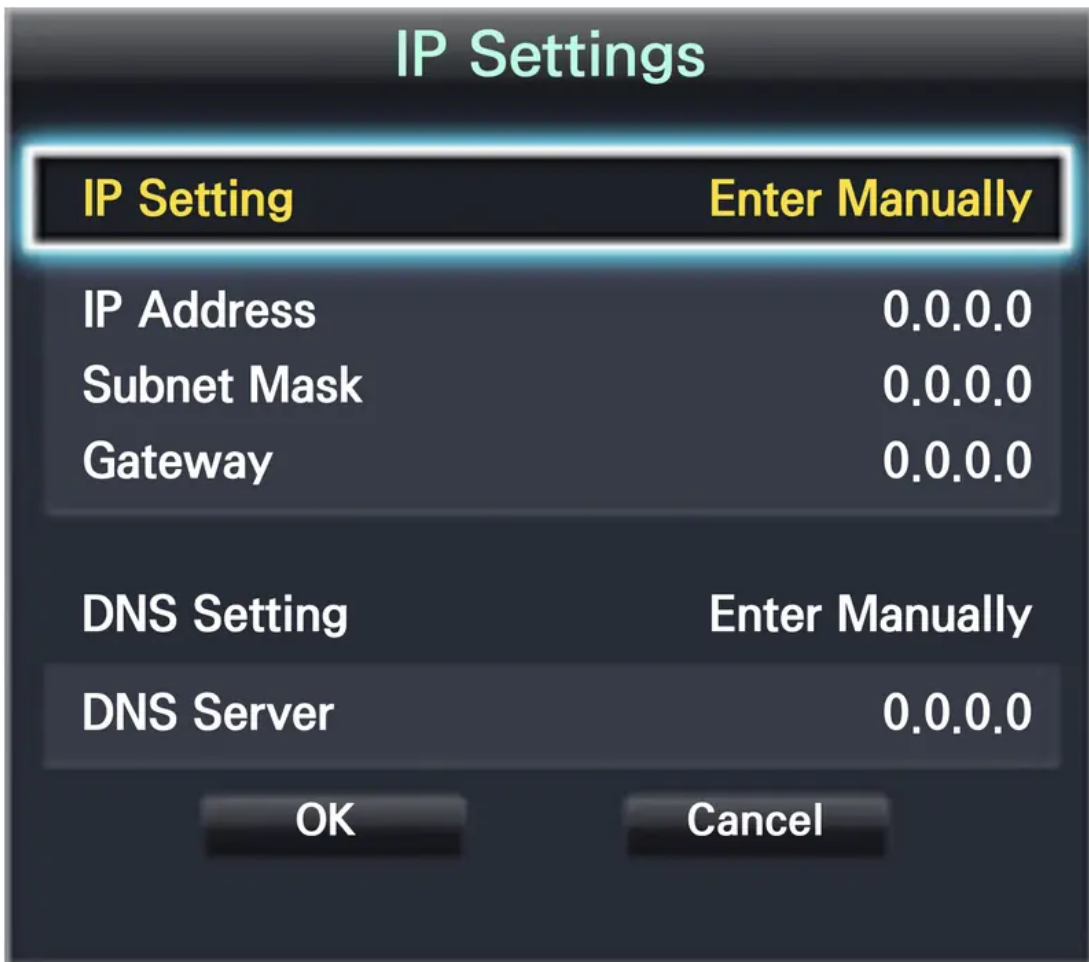 IP Settings
IP Setting Enter Manually
IP Address 0.0.0.0
Subnet Mask 0.0.0.0
Gateway 0.0.0.0
DNS Setting Enter Manually
DNS Server 0.0.0.0
OK Cancel